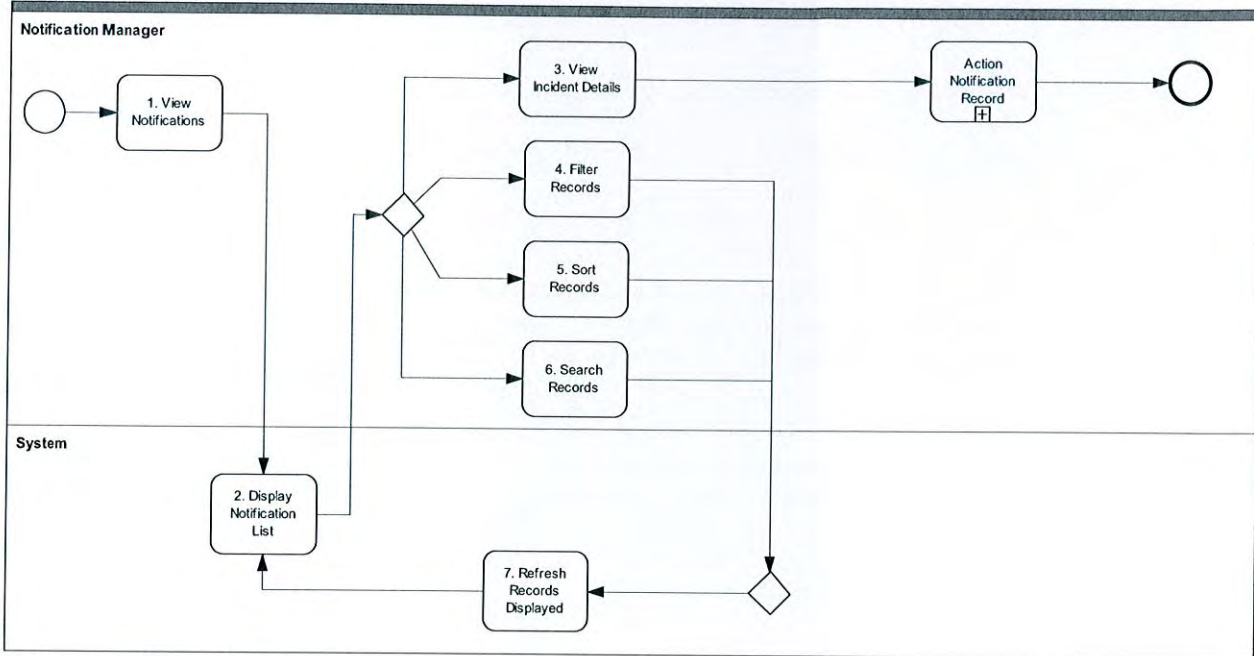 Notification Manager
1. View
Notifications
3. View
Incident Details
Action
Notification
Record
4. Filter
Records
5. Sort
Records
6. Search
Records
System
2. Display
Notification
List
7. Refresh
Records
Displayed